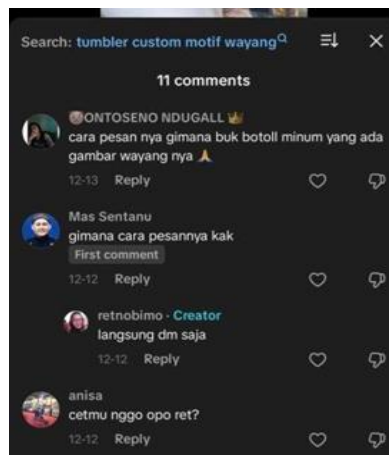 Search: tumbler custom motif wayang
11 comments
ONTOSENO NDUGALL
cara pesan nya gimana buk botoll minum yang ada
gambar wayang nya 🙏
12-13 Reply
Mas Sentanu
gimana cara pesannya kak
First comment
12-12 Reply
retnobimo · Creator
langsung dm saja
12-12 Reply
anisa
cetmu nggo opo ret?
12-12 Reply